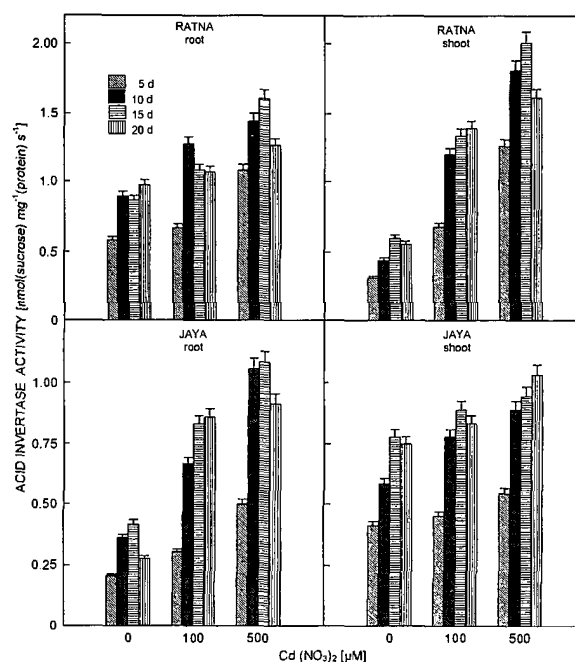 RATNA
root
RATNA
shoot
5 d
10 d
15 d
20 d
2.00
1.5
1.0
0.5
0
ACID INVERTASE ACTIVITY [nmol(sucrose) mg⁻¹(protein) s⁻¹]
JAYA
root
JAYA
shoot
1.00
0.75
0.50
0.25
0
0 100 500
0 100 500
Cd (NO₃)₂ [µM]